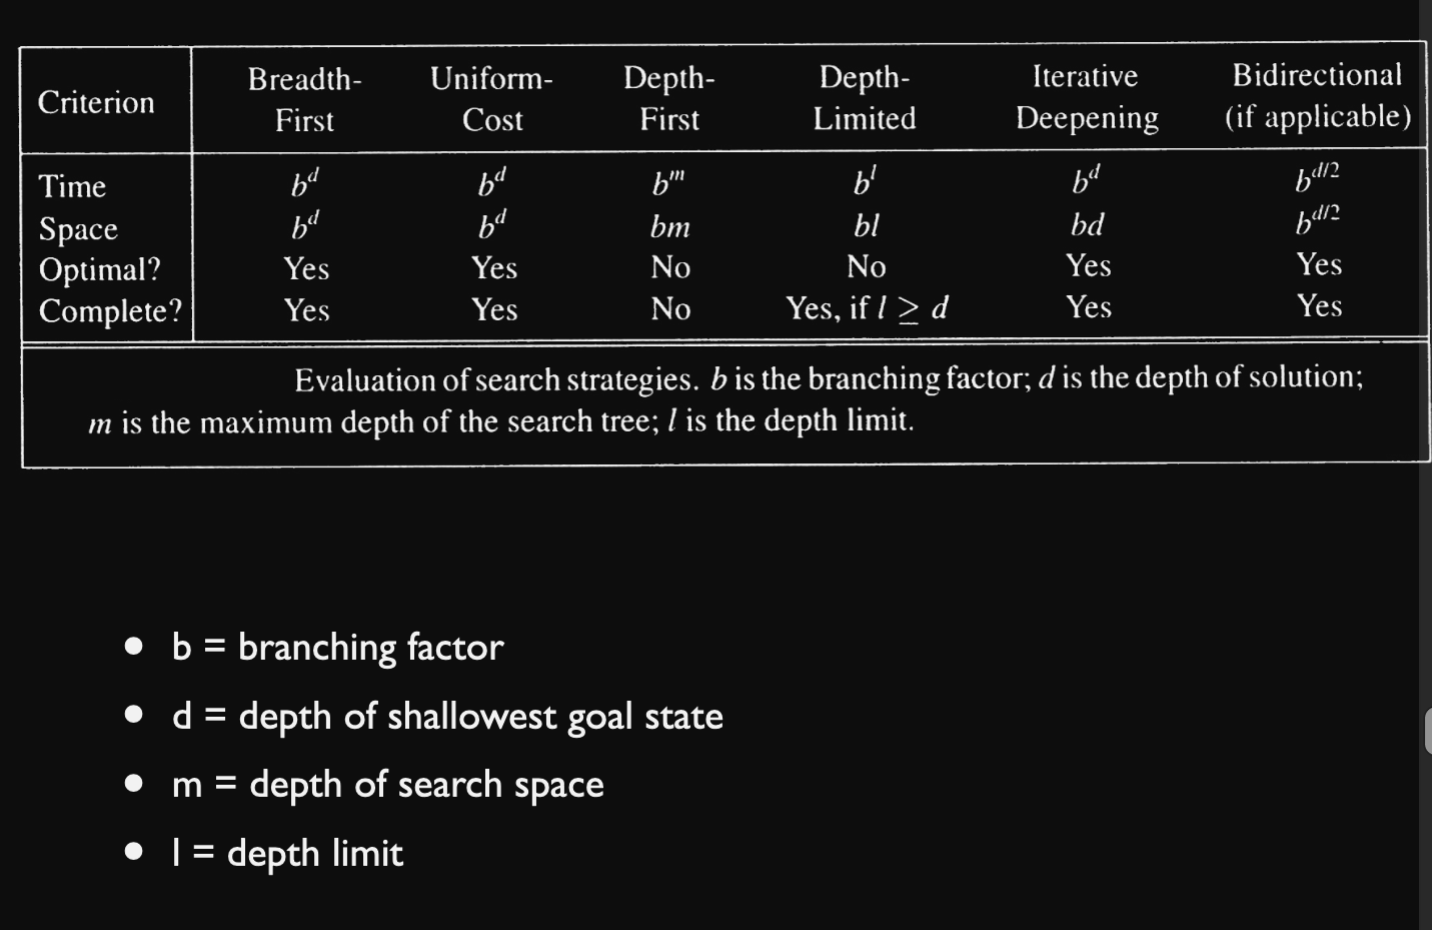 Criterion Breadth-First Uniform-Cost Depth-First Depth-Limited Iterative Deepening Bidirectional (if applicable)
Time b^d b^d b^m b^l b^d b^d/2
Space b^d b^d bm bl bd b^d/2
Optimal? Yes Yes No No Yes Yes
Complete? Yes Yes No Yes, if l ≥ d Yes Yes
Evaluation of search strategies. b is the branching factor; d is the depth of solution;
m is the maximum depth of the search tree; l is the depth limit.
• b = branching factor
• d = depth of shallowest goal state
• m = depth of search space
• l = depth limit